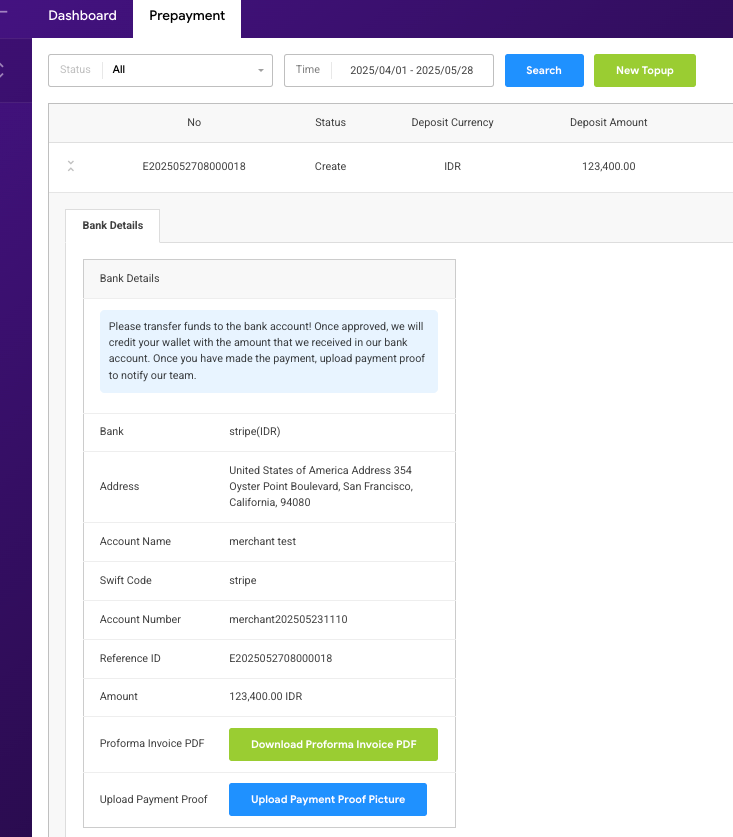 Dashboard
Prepayment
Status All
Time 2025/04/01 - 2025/05/28
Search
New Topup
No Status Deposit Currency Deposit Amount
E2025052708000018 Create IDR 123,400.00
Bank Details
Bank Details
Please transfer funds to the bank account! Once approved, we will
credit your wallet with the amount that we received in our bank
account. Once you have made the payment, upload payment proof
to notify our team.
Bank stripe(IDR)
Address United States of America Address 354
Oyster Point Boulevard, San Francisco,
California, 94080
Account Name merchant test
Swift Code stripe
Account Number merchant202505231110
Reference ID E2025052708000018
Amount 123,400.00 IDR
Proforma Invoice PDF Download Proforma Invoice PDF
Upload Payment Proof Upload Payment Proof Picture